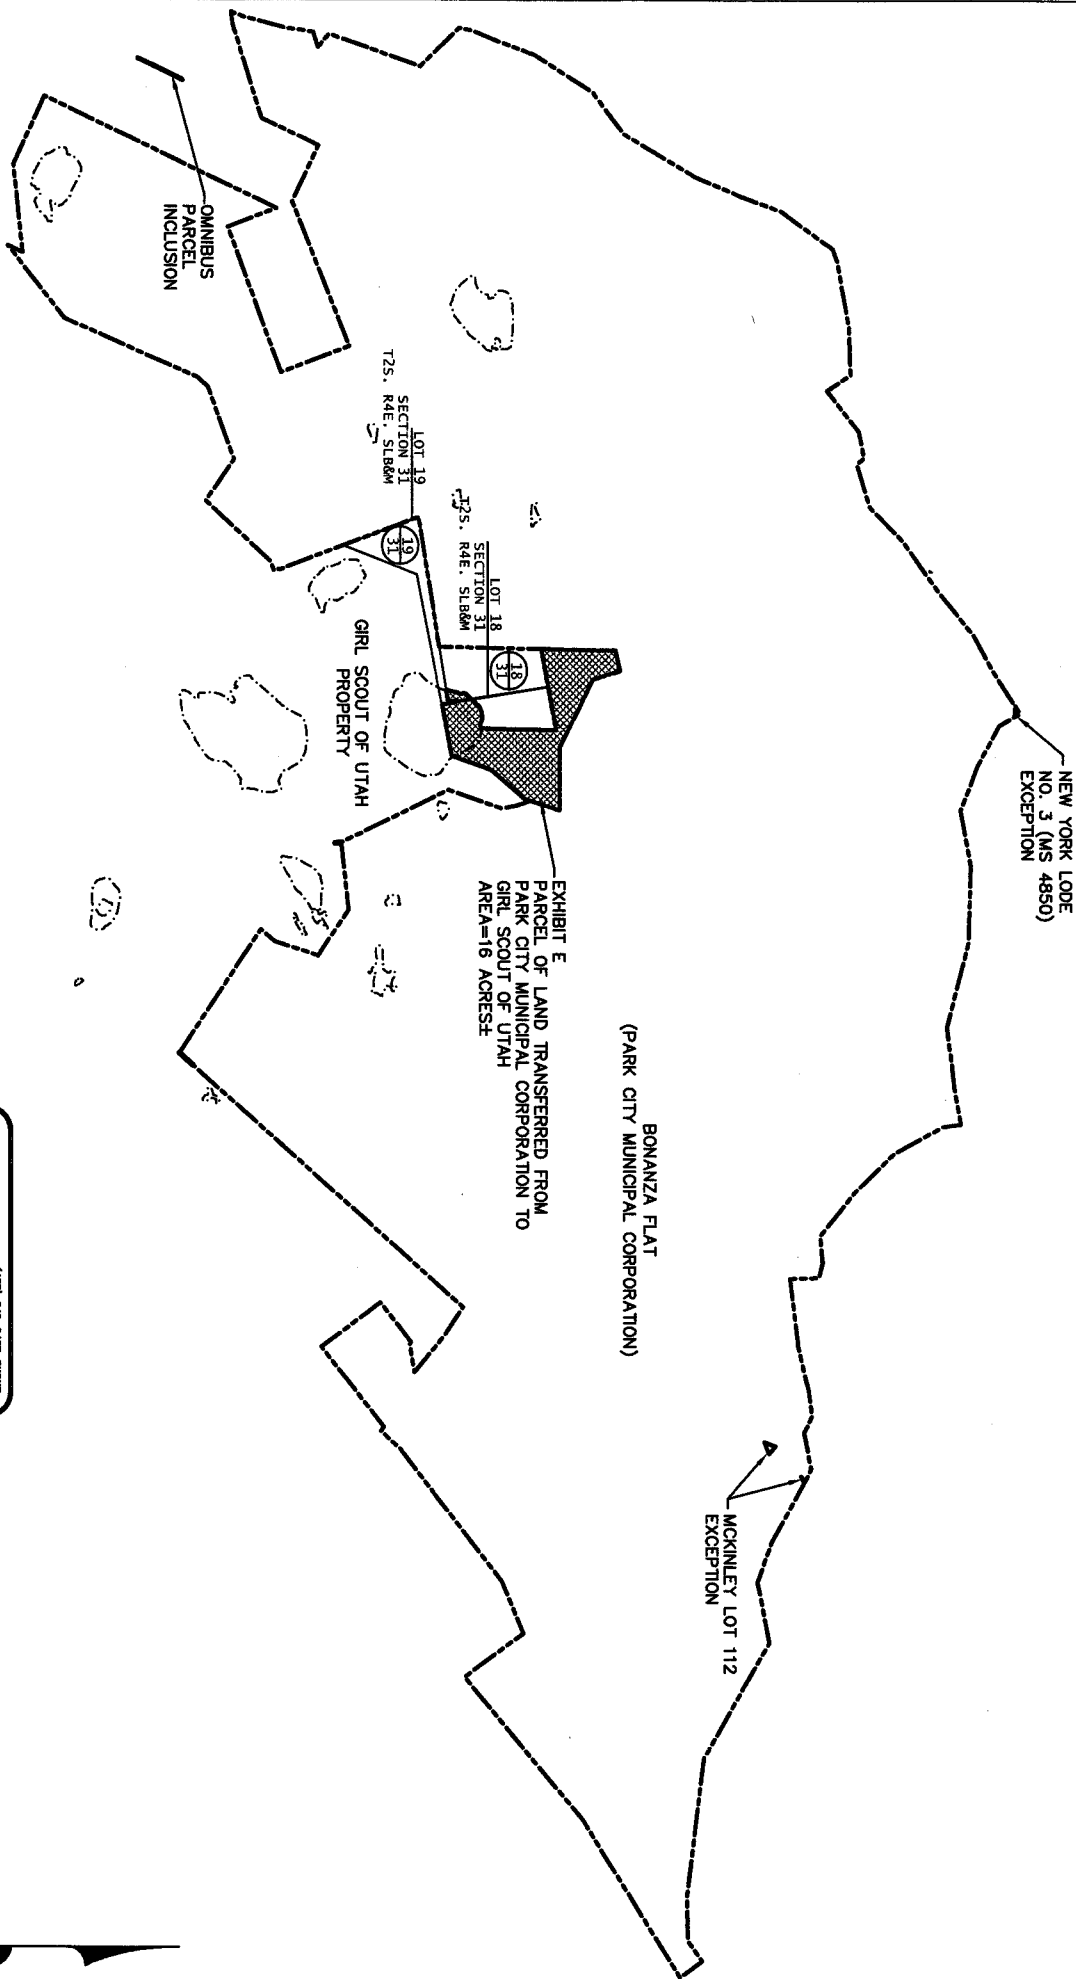 NEW YORK LODE
NO. 3 (MS 4850)
EXCEPTION
OMNIBUS
PARCEL
INCLUSION
LOT 19
SECTION 31
T2S, R4E, SLB&M
19
31
LOT 18
SECTION 31
T2S, R4E, SLB&M
18
31
GIRL SCOUT OF UTAH
PROPERTY
EXHIBIT E
PARCEL OF LAND TRANSFERRED FROM
PARK CITY MUNICIPAL CORPORATION TO
GIRL SCOUT OF UTAH
AREA=16 ACRES±
BONANZA FLAT
(PARK CITY MUNICIPAL CORPORATION)
MCKINLEY LOT 112
EXCEPTION